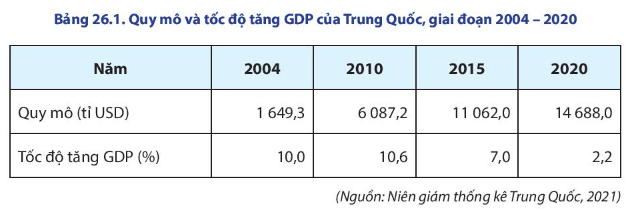 Bảng 26.1. Quy mô và tốc độ tăng GDP của Trung Quốc, giai đoạn 2004 – 2020
Năm 2004 2010 2015 2020
Quy mô (tỉ USD) 1 649,3 6 087,2 11 062,0 14 688,0
Tốc độ tăng GDP (%) 10,0 10,6 7,0 2,2
(Nguồn: Niên giám thống kê Trung Quốc, 2021)